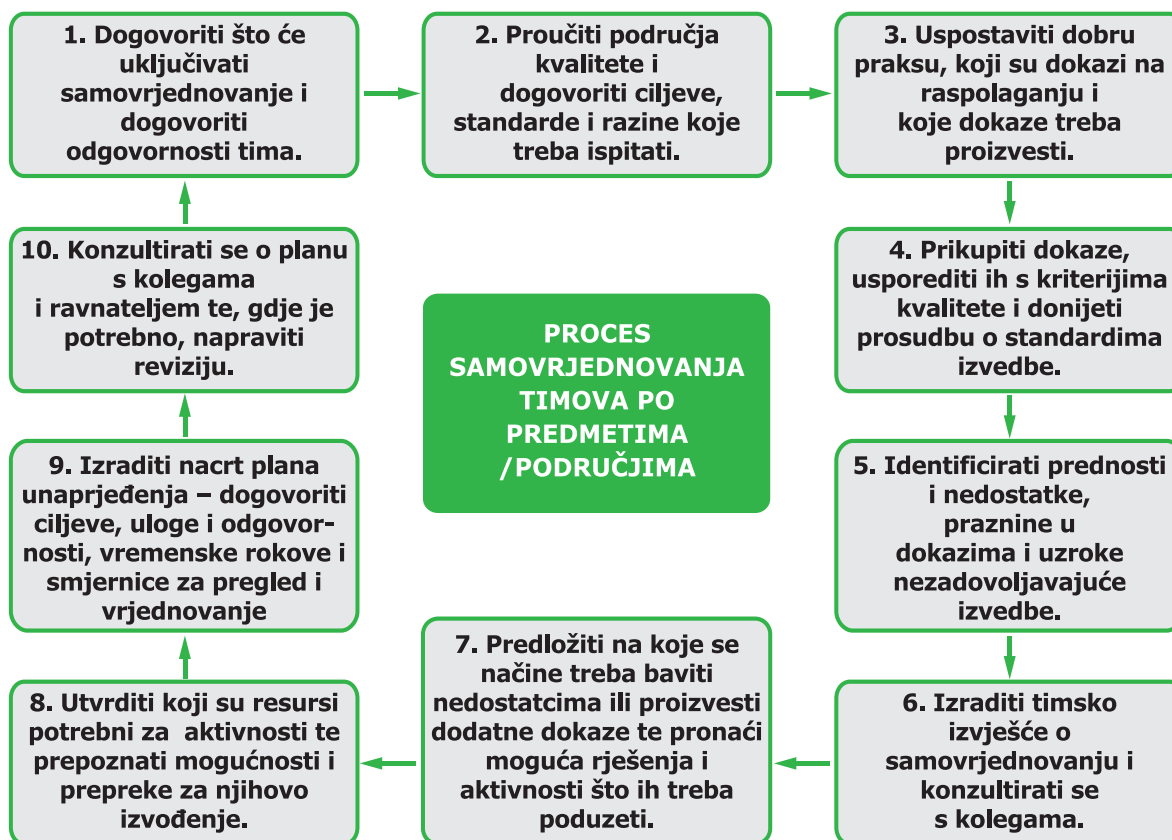 1. Dogovoriti što će
uključivati
samovrjednovanje i
dogovoriti
odgovornosti tima.
2. Proučiti područja
kvalitete i
dogovoriti ciljeve,
standarde i razine koje
treba ispitati.
3. Uspostaviti dobru
praksu, koji su dokazi na
raspolaganju i
koje dokaze treba
proizvesti.
4. Prikupiti dokaze,
usporediti ih s kriterijima
kvalitete i donijeti
prosudbu o standardima
izvedbe.
5. Identificirati prednosti
i nedostatke,
praznine u
dokazima i uzroke
nezadovoljavajuće
izvedbe.
6. Izraditi timsko
izvješće o
samovrjednovanju i
konzultirati se
s kolegama.
7. Predložiti na koje se
načine treba baviti
nedostatcima ili proizvesti
dodatne dokaze te pronaći
moguća rješenja i
aktivnosti što ih treba
poduzeti.
8. Utvrditi koji su resursi
potrebni za aktivnosti te
prepoznati mogućnosti i
prepreke za njihovo
izvođenje.
9. Izraditi nacrt plana
unaprjeđenja – dogovoriti
ciljeve, uloge i odgovor-
nosti, vremenske rokove i
smjernice za pregled i
vrjednovanje
10. Konzultirati se o planu
s kolegama
i ravnateljem te, gdje je
potrebno, napraviti
reviziju.
PROCES
SAMOVRJEDNOVANJA
TIMOVA PO
PREDMETIMA
/PODRUČJIMA